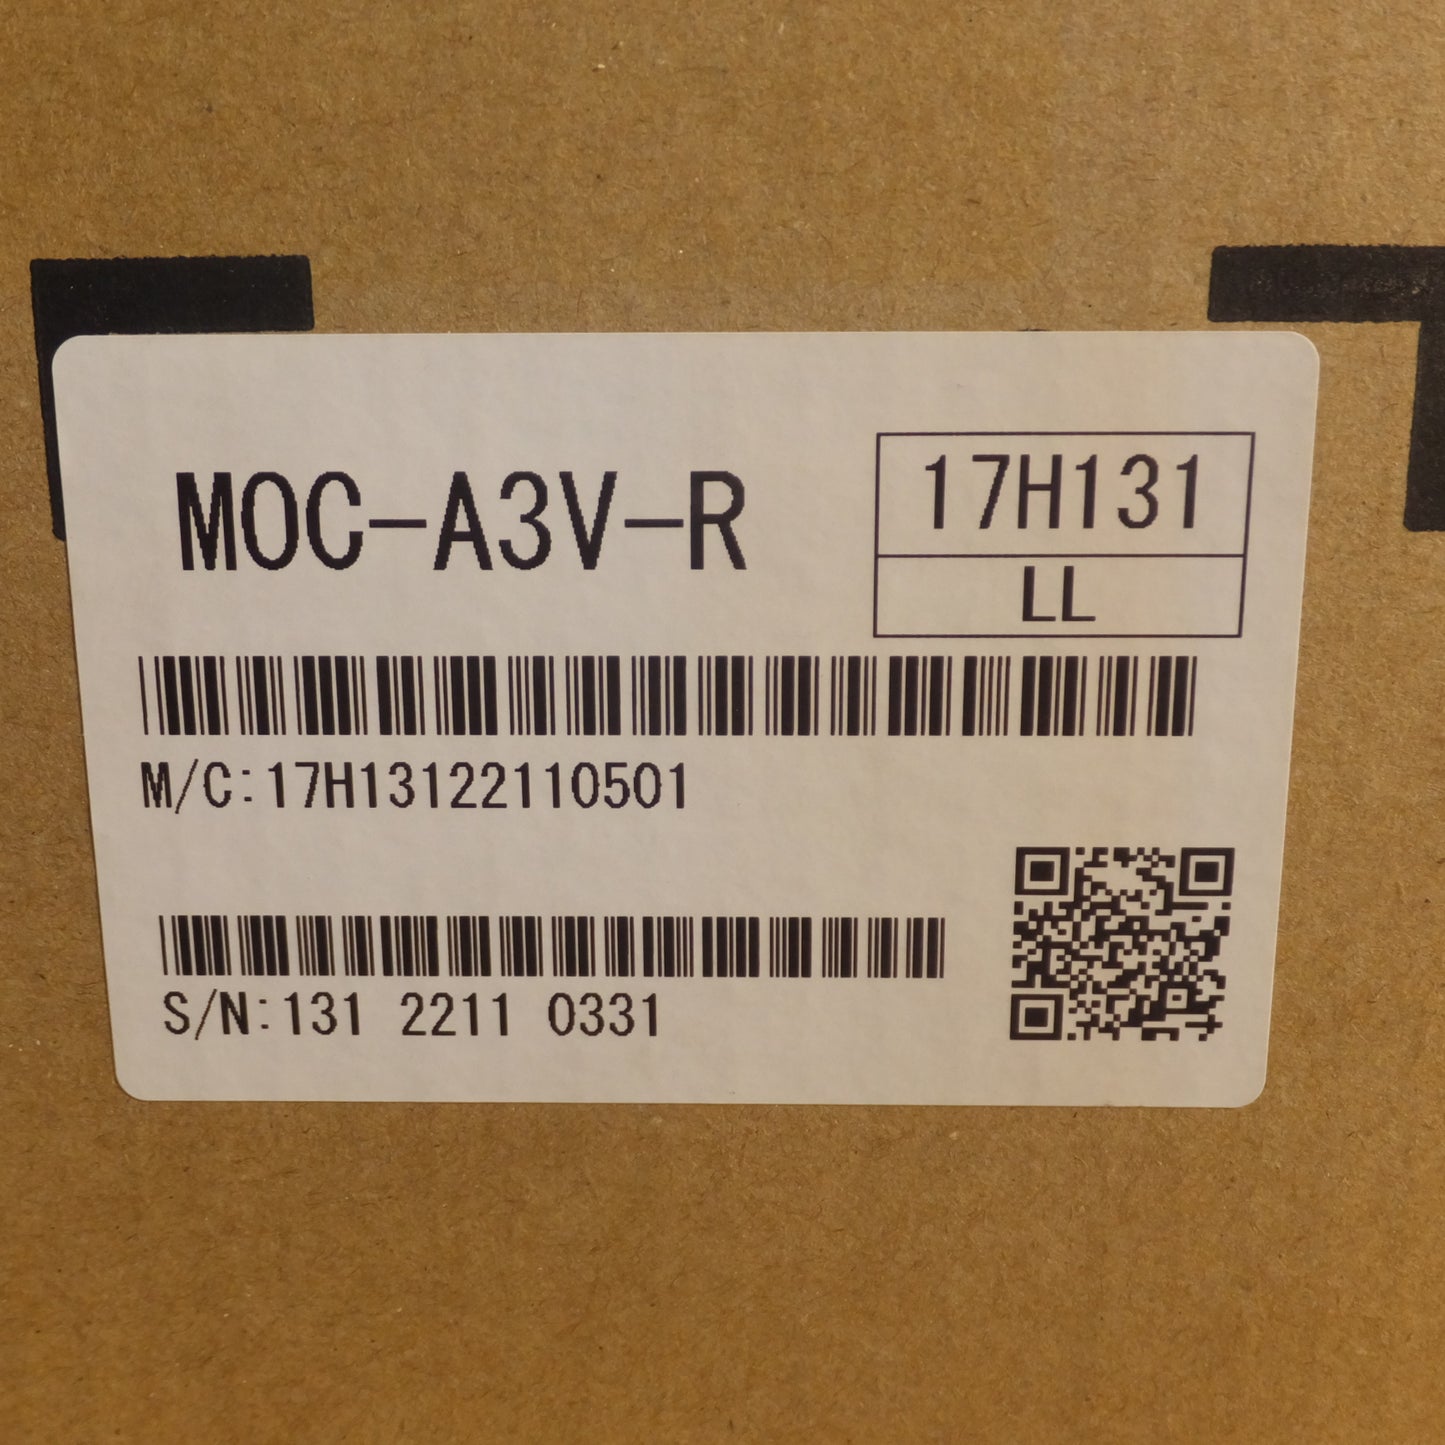 MOC-A3V-R
17H131
LL
M/C:17H13122110501
S/N:131 2211 0331